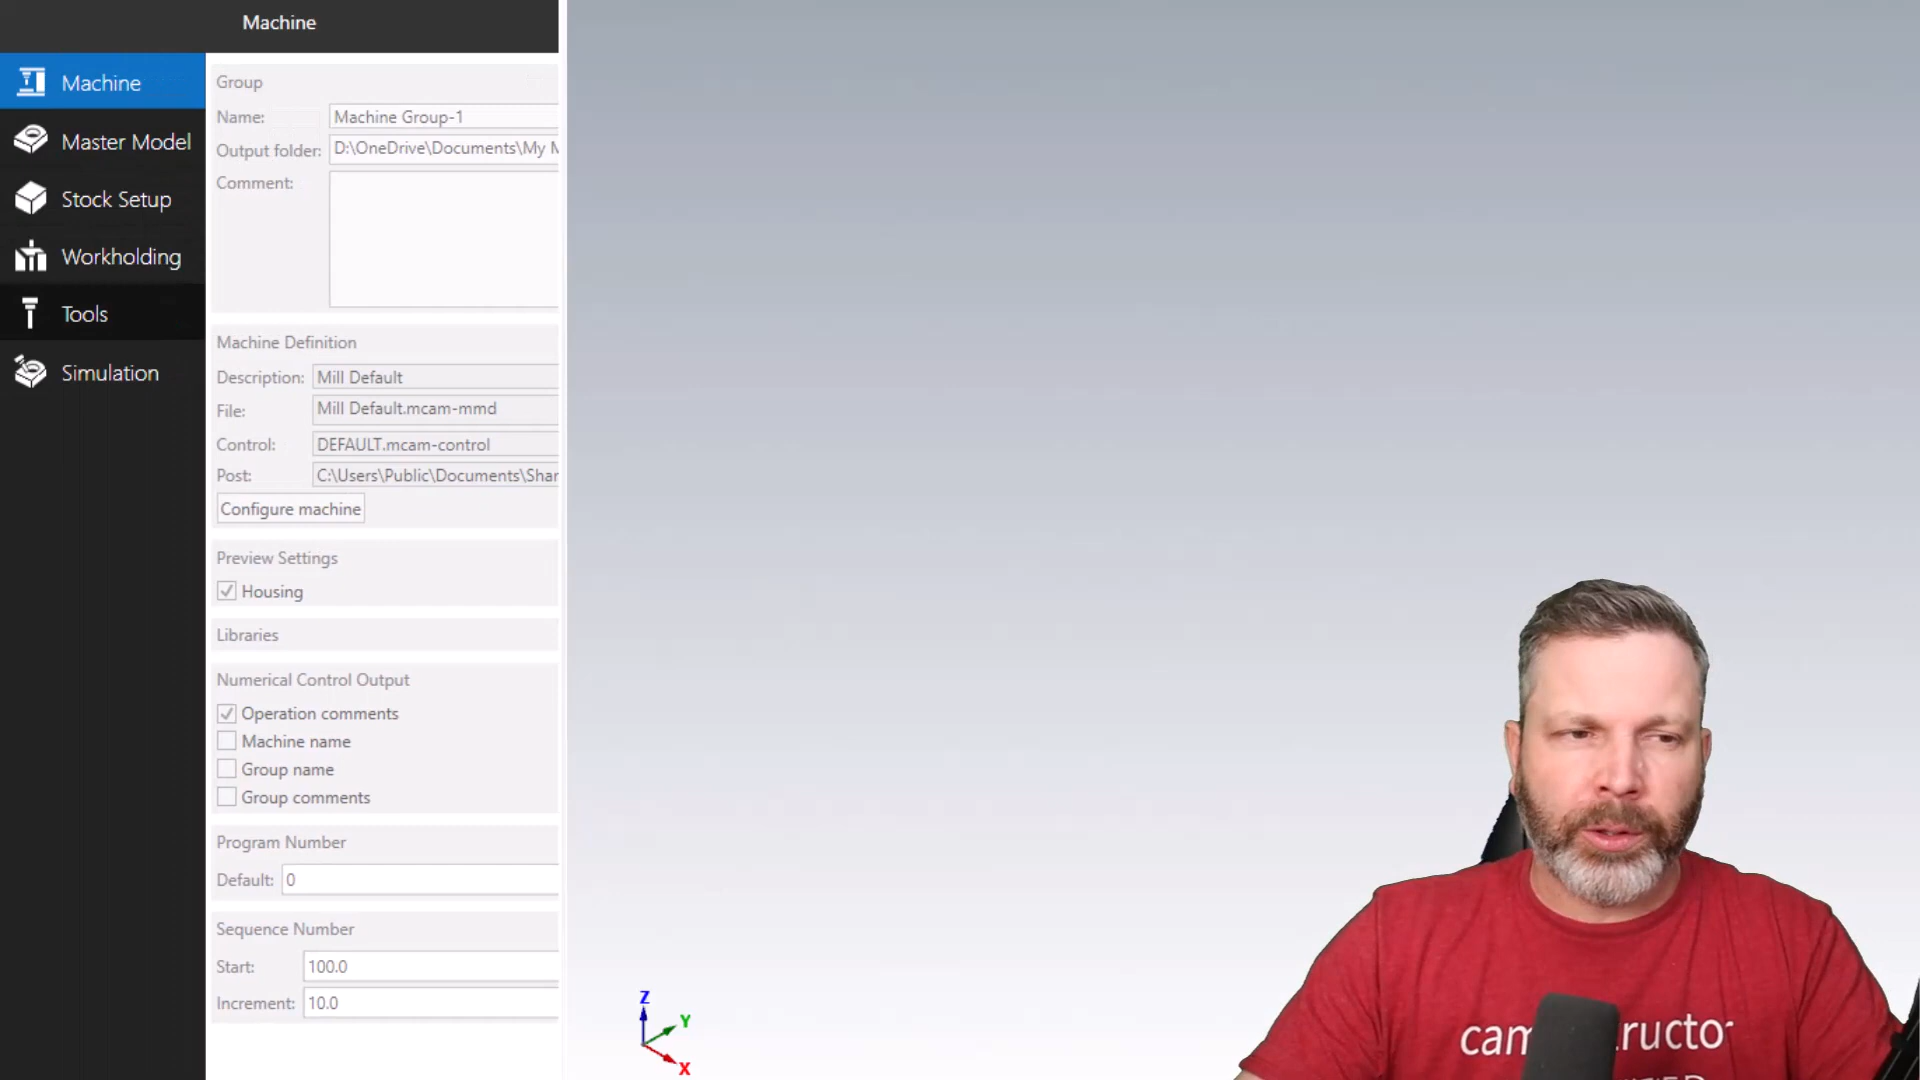 Machine
Machine
Master Model
Stock Setup
Workholding
Tools
Simulation
Group
Name: Machine Group-1
Output folder: D:\OneDrive\Documents\My
Comment:
Machine Definition
Description: Mill Default
File: Mill Default.mcam-mmd
Control: DEFAULT.mcam-control
Post: C:\Users\Public\Documents\Shar
Configure machine
Preview Settings
Housing
Libraries
Numerical Control Output
Operation comments
Machine name
Group name
Group comments
Program Number
Default: 0
Sequence Number
Start: 100.0
Increment: 10.0
Z
Y
X